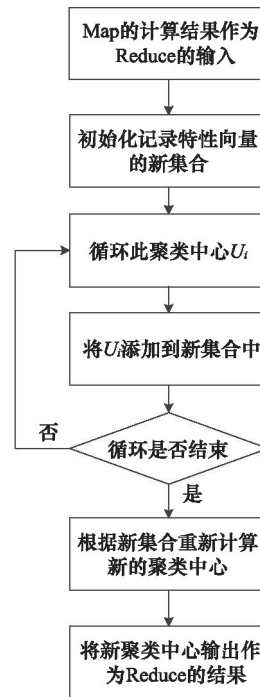 Map的计算结果作为
Reduce的输入
初始化记录特性向量
的新集合
循环此聚类中心Ui
将Ui添加到新集合中
循环是否结束
否
是
根据新集合重新计算
新的聚类中心
将新聚类中心输出作
为Reduce的结果